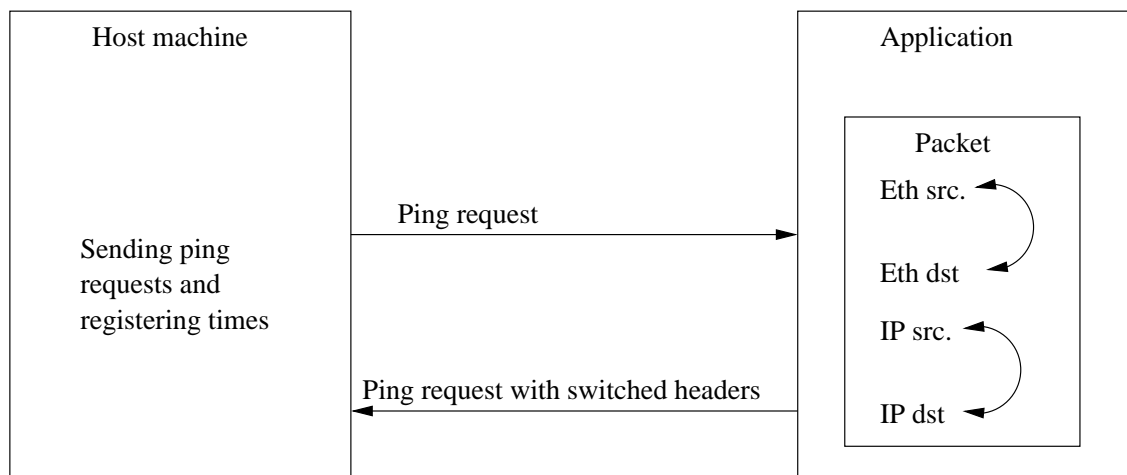 Host machine
Sending ping
requests and
registering times
Ping request
Ping request with switched headers
Application
Packet
Eth src.
Eth dst
IP src.
IP dst